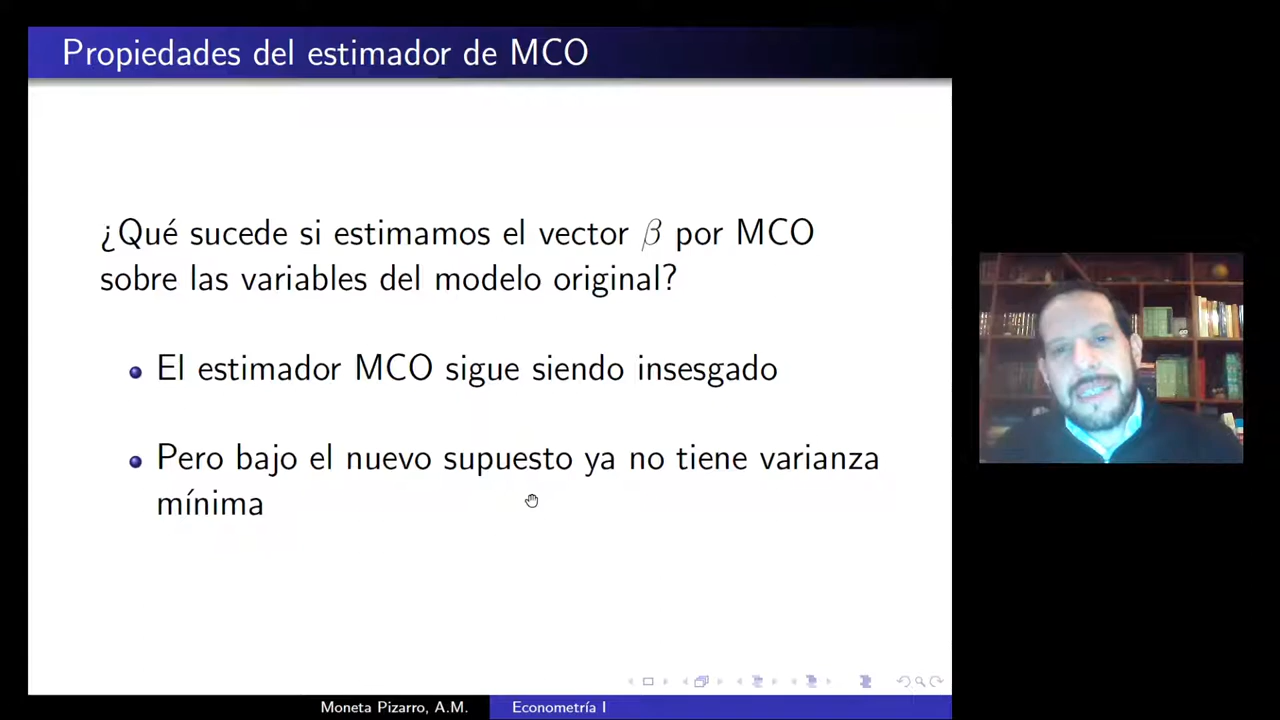 Propiedades del estimador de MCO
¿Qué sucede si estimamos el vector β por MCO
sobre las variables del modelo original?
El estimador MCO sigue siendo insesgado
Pero bajo el nuevo supuesto ya no tiene varianza
mínima
Moneta Pizarro, A.M. Econometría I